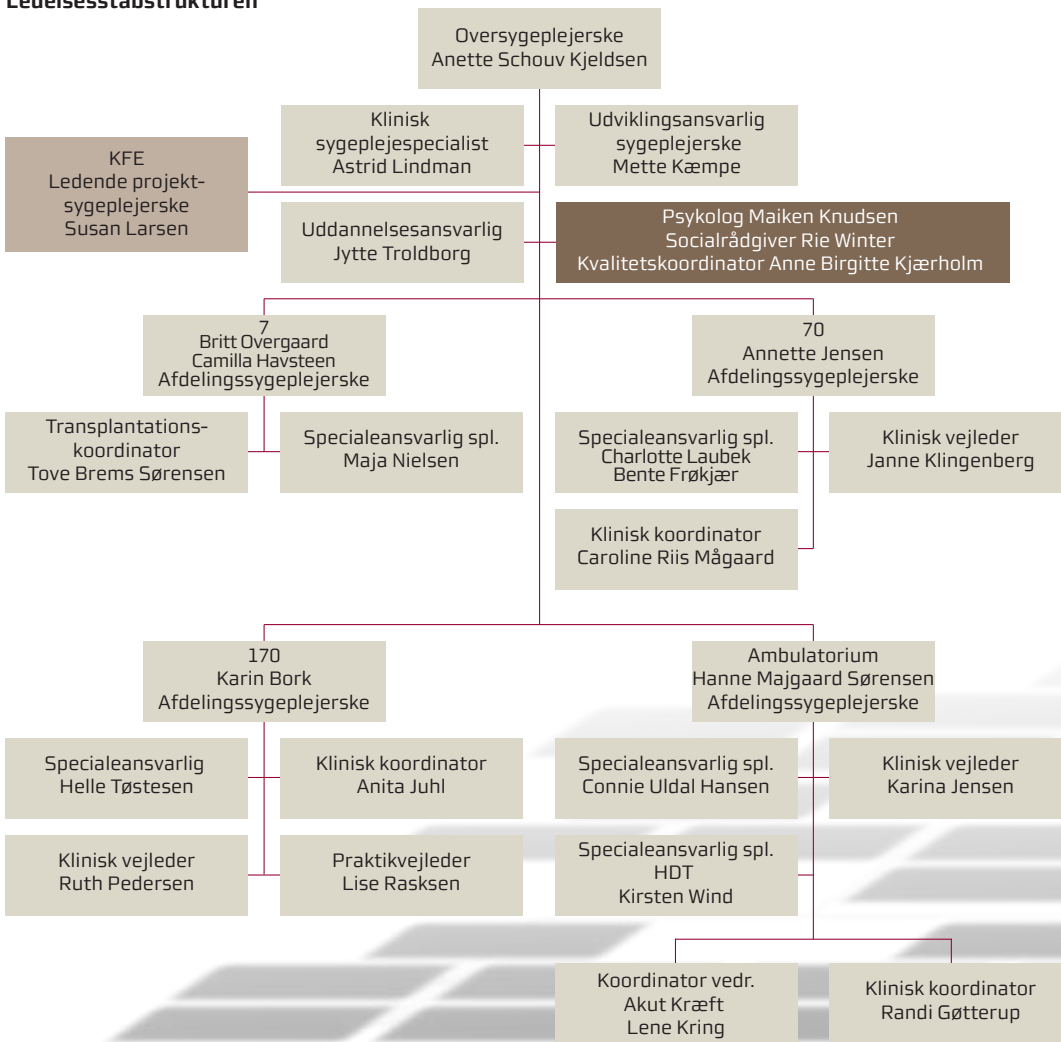 Ledelsesstabstrukturen
Oversygeplejerske
Anette Schouv Kjeldsen
Klinisk
sygeplejespecialist
Astrid Lindman
Udviklingsansvarlig
sygeplejerske
Mette Kæmpe
KFE
Ledende projekt-
sygeplejerske
Susan Larsen
Uddannelsesansvarlig
Jytte Troldborg
Psykolog Maiken Knudsen
Socialrådgiver Rie Winter
Kvalitetskoordinator Anne Birgitte Kjærholm
7
Britt Overgaard
Camilla Havsteen
Afdelingssygeplejerske
70
Annette Jensen
Afdelingssygeplejerske
Transplantations-
koordinator
Tove Brems Sørensen
Specialeansvarlig spl.
Maja Nielsen
Specialeansvarlig spl.
Charlotte Laubek
Bente Frøkjær
Klinisk vejleder
Janne Klingenberg
Klinisk koordinator
Caroline Riis Mågaard
170
Karin Bork
Afdelingssygeplejerske
Ambulatorium
Hanne Majgaard Sørensen
Afdelingssygeplejerske
Specialeansvarlig
Helle Tøstesen
Klinisk koordinator
Anita Juhl
Specialeansvarlig spl.
Connie Uldal Hansen
Klinisk vejleder
Karina Jensen
Klinisk vejleder
Ruth Pedersen
Praktikvejleder
Lise Rasksen
Specialeansvarlig spl.
HDT
Kirsten Wind
Koordinator vedr.
Akut Kræft
Lene Kring
Klinisk koordinator
Randi Gøtterup